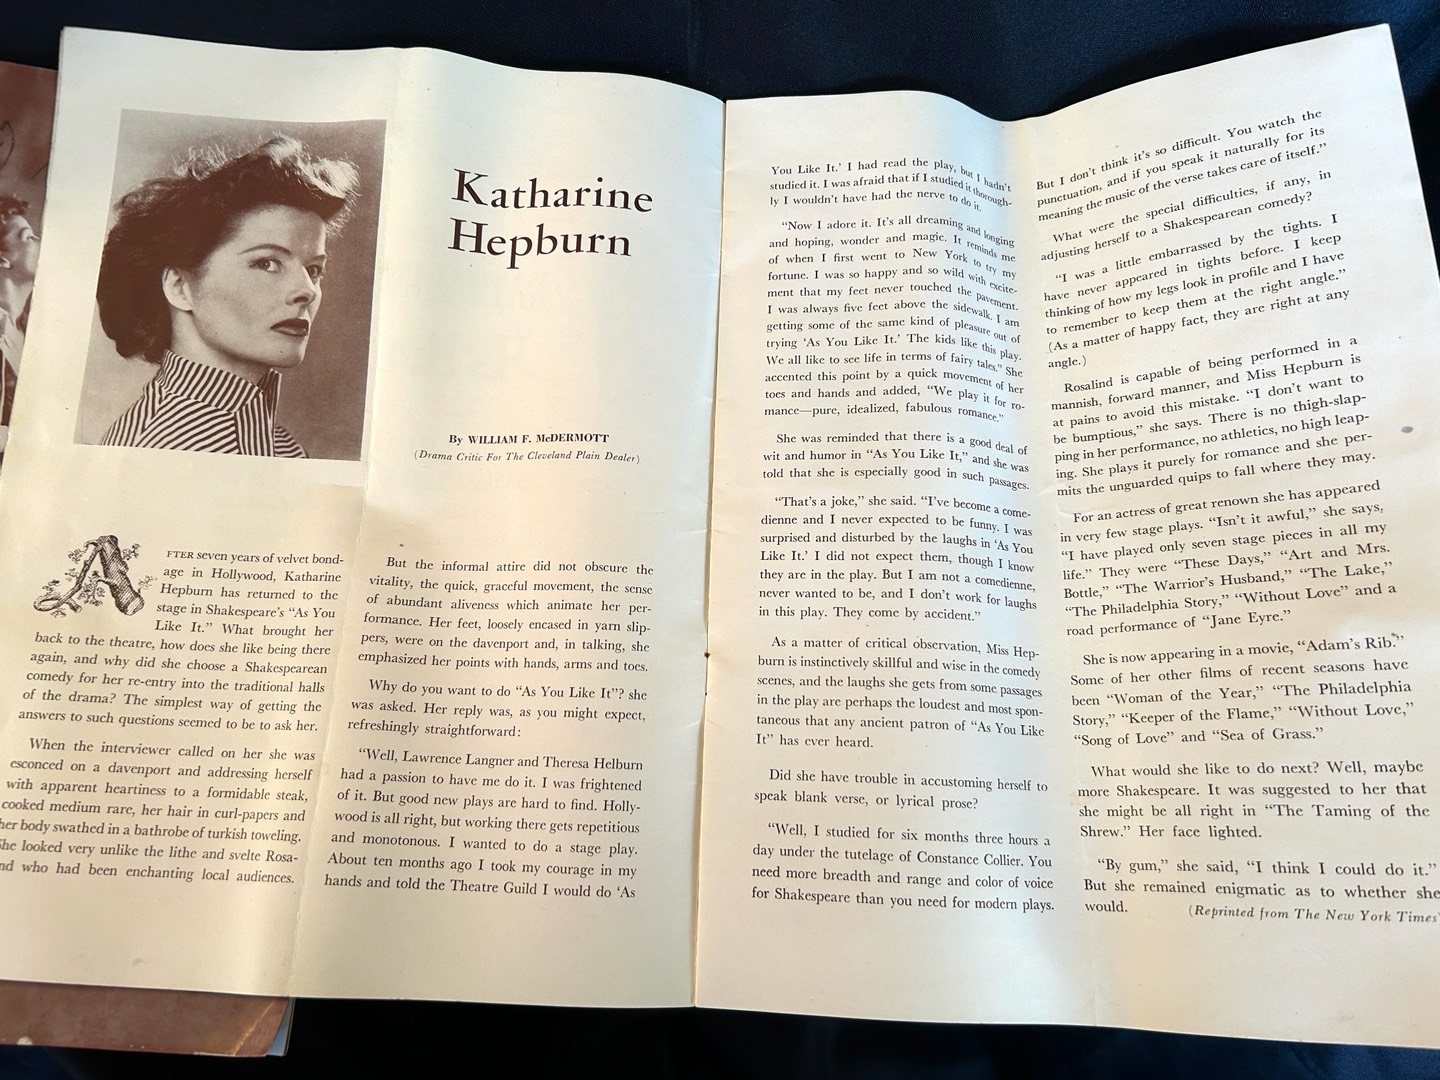 Katharine
Hepburn
By WILLIAM F. McDERMOTT
(Drama Critic For The Cleveland Plain Dealer)
AFTER seven years of velvet bond-
age in Hollywood, Katharine
Hepburn has returned to the
stage in Shakespeare's “As You
Like It.” What brought her
back to the theatre, how does she like being there
again, and why did she choose a Shakespearean
comedy for her re-entry into the traditional halls
of the drama? The simplest way of getting the
answers to such questions seemed to be to ask her.
When the interviewer called on her she was
esconced on a davenport and addressing herself
with apparent heartiness to a formidable steak,
cooked medium rare, her hair in curl-papers and
her body swathed in a bathrobe of turkish toweling.
She looked very unlike the lithe and svelte Rosa-
nd who had been enchanting local audiences.
But the informal attire did not obscure the
vitality, the quick, graceful movement, the sense
of abundant aliveness which animate her per-
formance. Her feet, loosely encased in yarn slip-
pers, were on the davenport and, in talking, she
emphasized her points with hands, arms and toes.
Why do you want to do “As You Like It”? she
was asked. Her reply was, as you might expect,
refreshingly straightforward:
“Well, Lawrence Langner and Theresa Helburn
had a passion to have me do it. I was frightened
of it. But good new plays are hard to find. Holly-
wood is all right, but working there gets repetitious
and monotonous. I wanted to do a stage play.
About ten months ago I took my courage in my
hands and told the Theatre Guild I would do ‘As
You Like It.’ I had read the play, but I hadn't
studied it. I was afraid that if I studied it thorough-
ly I wouldn't have had the nerve to do it.
“Now I adore it. It's all dreaming and longing
and hoping, wonder and magic. It reminds me
of when I first went to New York to try my
fortune. I was so happy and so wild with excite-
ment that my feet never touched the pavement.
I was always five feet above the sidewalk. I am
getting some of the same kind of pleasure out of
trying ‘As You Like It.’ The kids like this play.
We all like to see life in terms of fairy tales.” She
accented this point by a quick movement of her
toes and hands and added, “We play it for ro-
mance—pure, idealized, fabulous romance.”
She was reminded that there is a good deal of
wit and humor in “As You Like It,” and she was
told that she is especially good in such passages.
“That's a joke,” she said. “I've become a come-
dienne and I never expected to be funny. I was
surprised and disturbed by the laughs in ‘As You
Like It.’ I did not expect them, though I know
they are in the play. But I am not a comedienne,
never wanted to be, and I don't work for laughs
in this play. They come by accident.”
As a matter of critical observation, Miss Hep-
burn is instinctively skillful and wise in the comedy
scenes, and the laughs she gets from some passages
in the play are perhaps the loudest and most spon-
taneous that any ancient patron of “As You Like
It” has ever heard.
Did she have trouble in accustoming herself to
speak blank verse, or lyrical prose?
“Well, I studied for six months three hours a
day under the tutelage of Constance Collier. You
need more breadth and range and color of voice
for Shakespeare than you need for modern plays.
But I don't think it's so difficult. You watch the
punctuation, and if you speak it naturally for its
meaning the music of the verse takes care of itself.”
What were the special difficulties, if any, in
adjusting herself to a Shakespearean comedy?
“I was a little embarrassed by the tights. I
have never appeared in tights before. I keep
thinking of how my legs look in profile and I have
to remember to keep them at the right angle.”
(As a matter of happy fact, they are right at any
angle.)
Rosalind is capable of being performed in a
mannish, forward manner, and Miss Hepburn is
at pains to avoid this mistake. “I don't want to
be bumptious,” she says. There is no thigh-slap-
ping in her performance, no athletics, no high leap-
ing. She plays it purely for romance and she per-
mits the unguarded quips to fall where they may.
For an actress of great renown she has appeared
in very few stage plays. “Isn't it awful,” she says,
“I have played only seven stage pieces in all my
life.” They were “These Days,” “Art and Mrs.
Bottle,” “The Warrior's Husband,” “The Lake,”
“The Philadelphia Story,” “Without Love” and a
road performance of “Jane Eyre.”
She is now appearing in a movie, “Adam's Rib.”
Some of her other films of recent seasons have
been “Woman of the Year,” “The Philadelphia
Story,” “Keeper of the Flame,” “Without Love,”
“Song of Love” and “Sea of Grass.”
What would she like to do next? Well, maybe
more Shakespeare. It was suggested to her that
she might be all right in “The Taming of the
Shrew.” Her face lighted.
“By gum,” she said, “I think I could do it.”
But she remained enigmatic as to whether she
would.
(Reprinted from The New York Times)